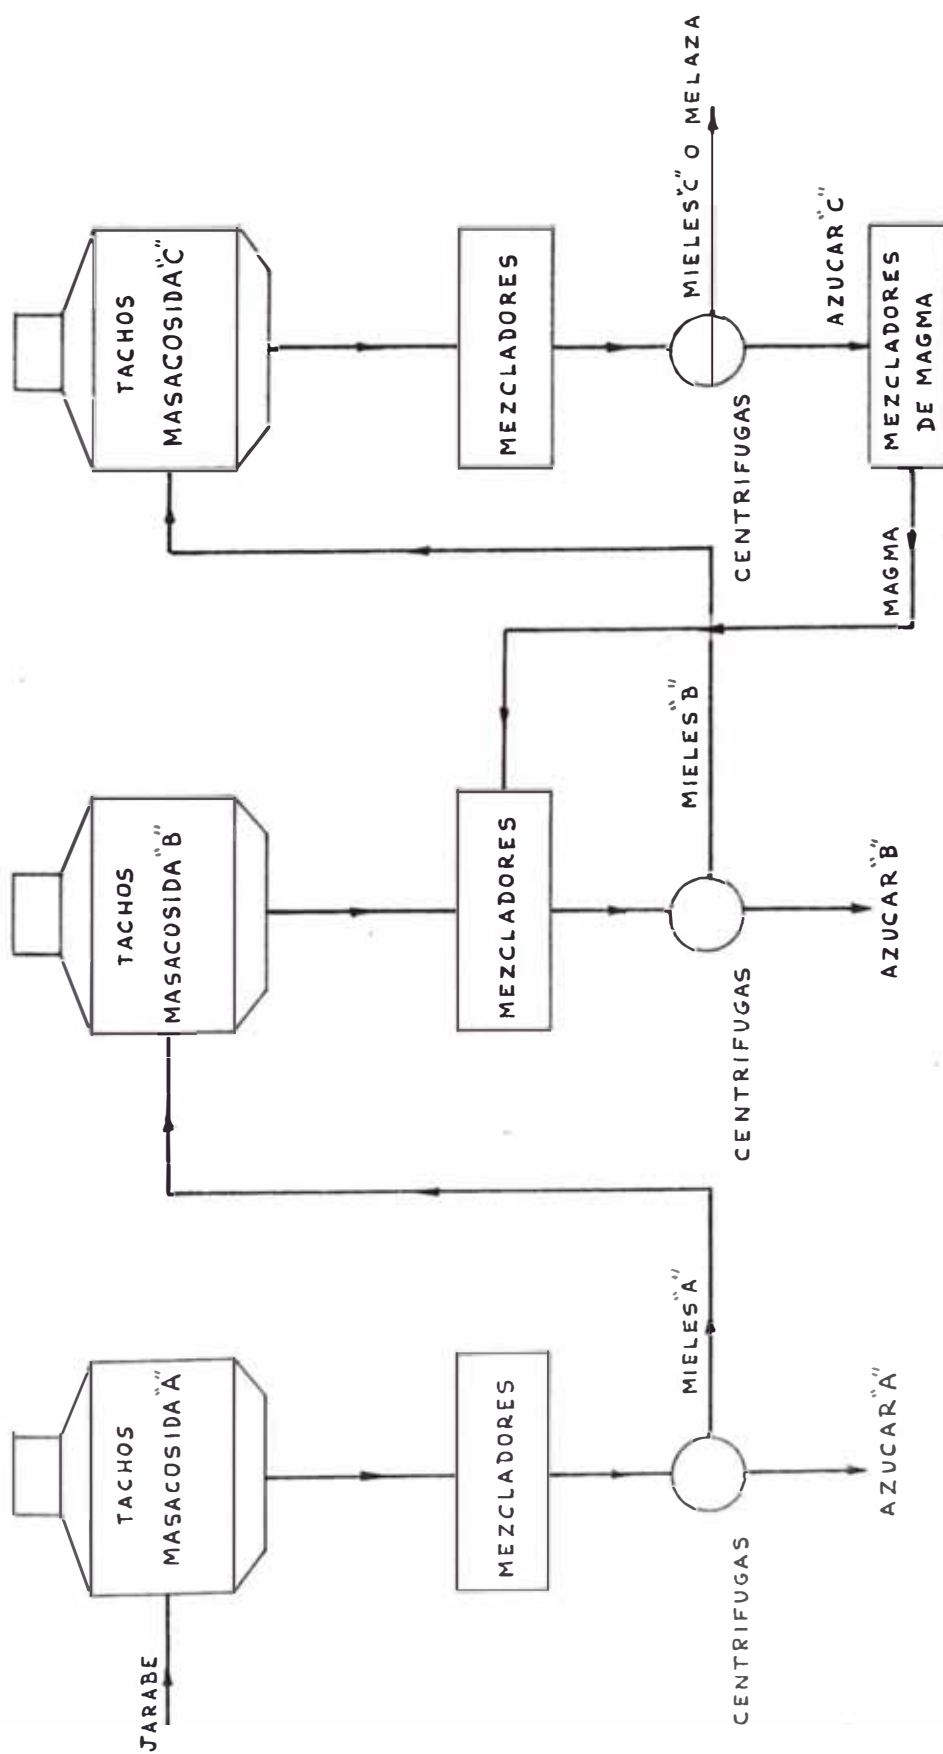 JARABE
TACHOS
MASACOSIDA"A"
MEZCLADORES
CENTRIFUGAS
MIELES"A"
AZUCAR"A"
TACHOS
MASACOSIDA"B"
MEZCLADORES
CENTRIFUGAS
MIELES"B"
AZUCAR"B"
TACHOS
MASACOSIDA"C"
MEZCLADORES
CENTRIFUGAS
MIELES"C" O MELAZA
AZUCAR"C"
MAGMA
MEZCLADORES
DE MAGMA